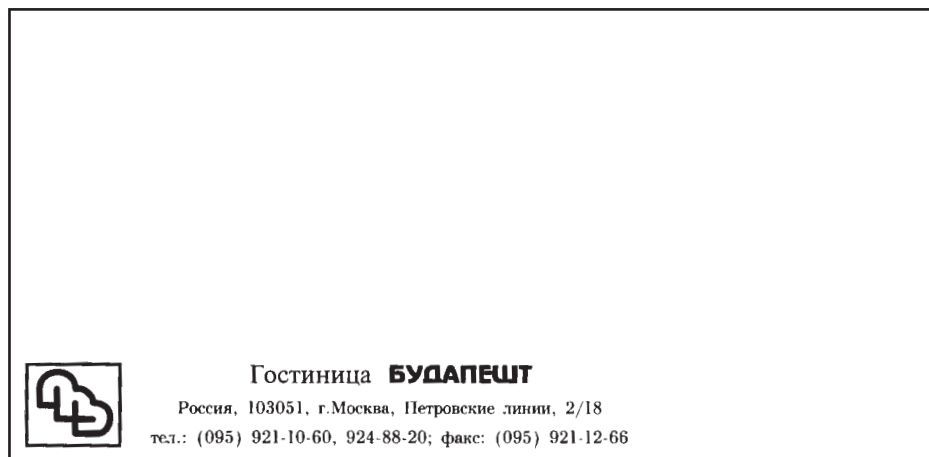 Гостиница БУДАПЕШТ
Россия, 103051, г.Москва, Петровские линии, 2/18
тел.: (095) 921-10-60, 924-88-20; факс: (095) 921-12-66